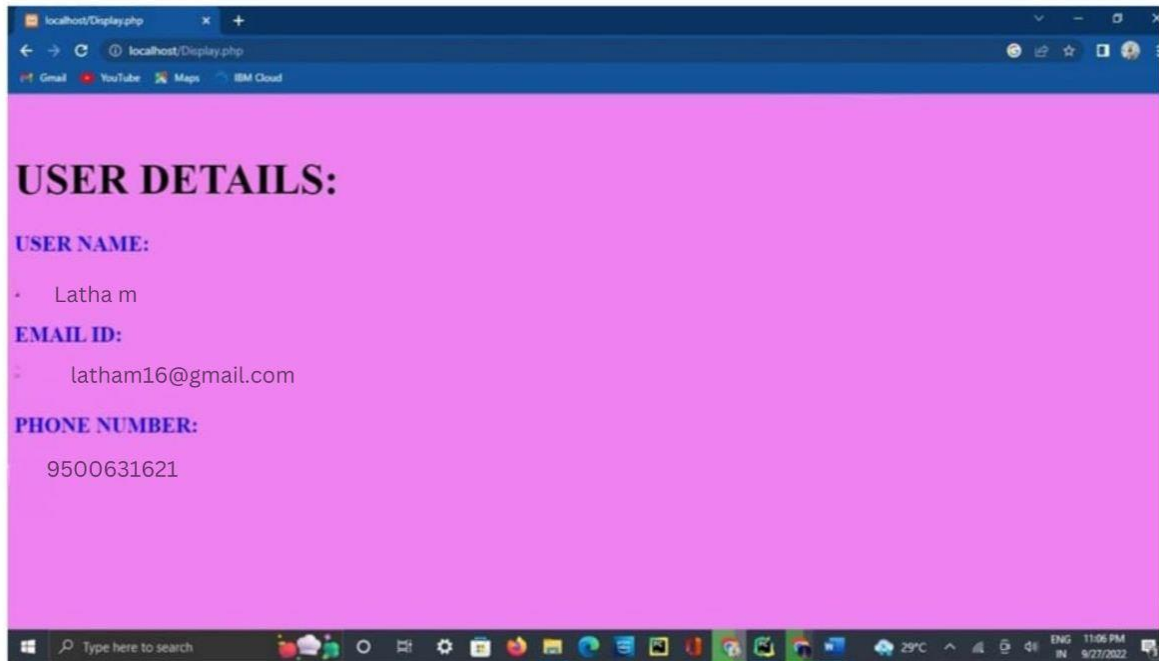 localhost/Display.php
localhost/Display.php
Gmail YouTube Maps IBM Cloud
USER DETAILS:
USER NAME:
Latha m
EMAIL ID:
latham16@gmail.com
PHONE NUMBER:
9500631621
Type here to search 29°C ENG 11:06 PM
IN 9/27/2022